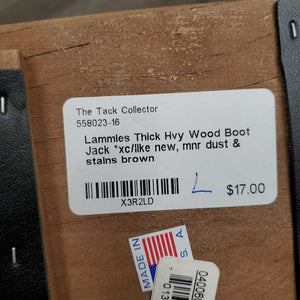 The Tack Collector
558023-16
Lammles Thick Hvy Wood Boot
Jack *xc/like new, mnr dust &
stains brown
X3R2LD
L $17.00
MADE IN
U.S.A.